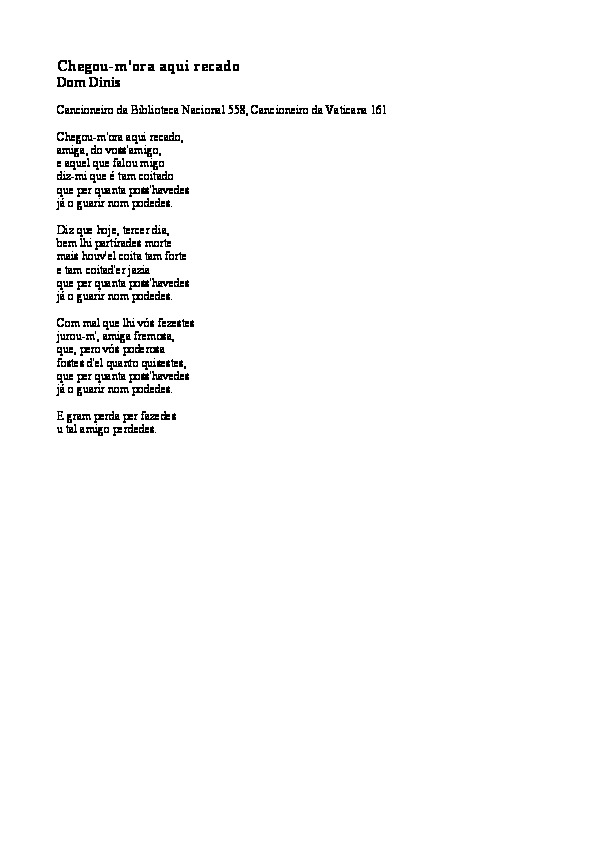 Chegou-m'ora aqui recado
Dom Dinis
Cancioneiro da Biblioteca Nacional 558, Cancioneiro da Vaticana 161
Chegou-m'ora aqui recado,
amiga, do voss'amigo,
e aquel que falou migo
diz-mi que é tam coitado
que per quanta poss'havedes
já o guarir nom podedes.
Diz que hoje, tercer dia,
bem lhi partírades morte
mais houv'el coita tam forte
e tam coitad'er jazia
que per quanta poss'havedes
já o guarir nom podedes.
Com mal que lhi vós fezestes
jurou-m', amiga fremosa,
que, pero vós poderosa
fostes d'el quanto quisestes,
que per quanta poss'havedes
já o guarir nom podedes.
E gram perda per fazedes
u tal amigo perdedes.